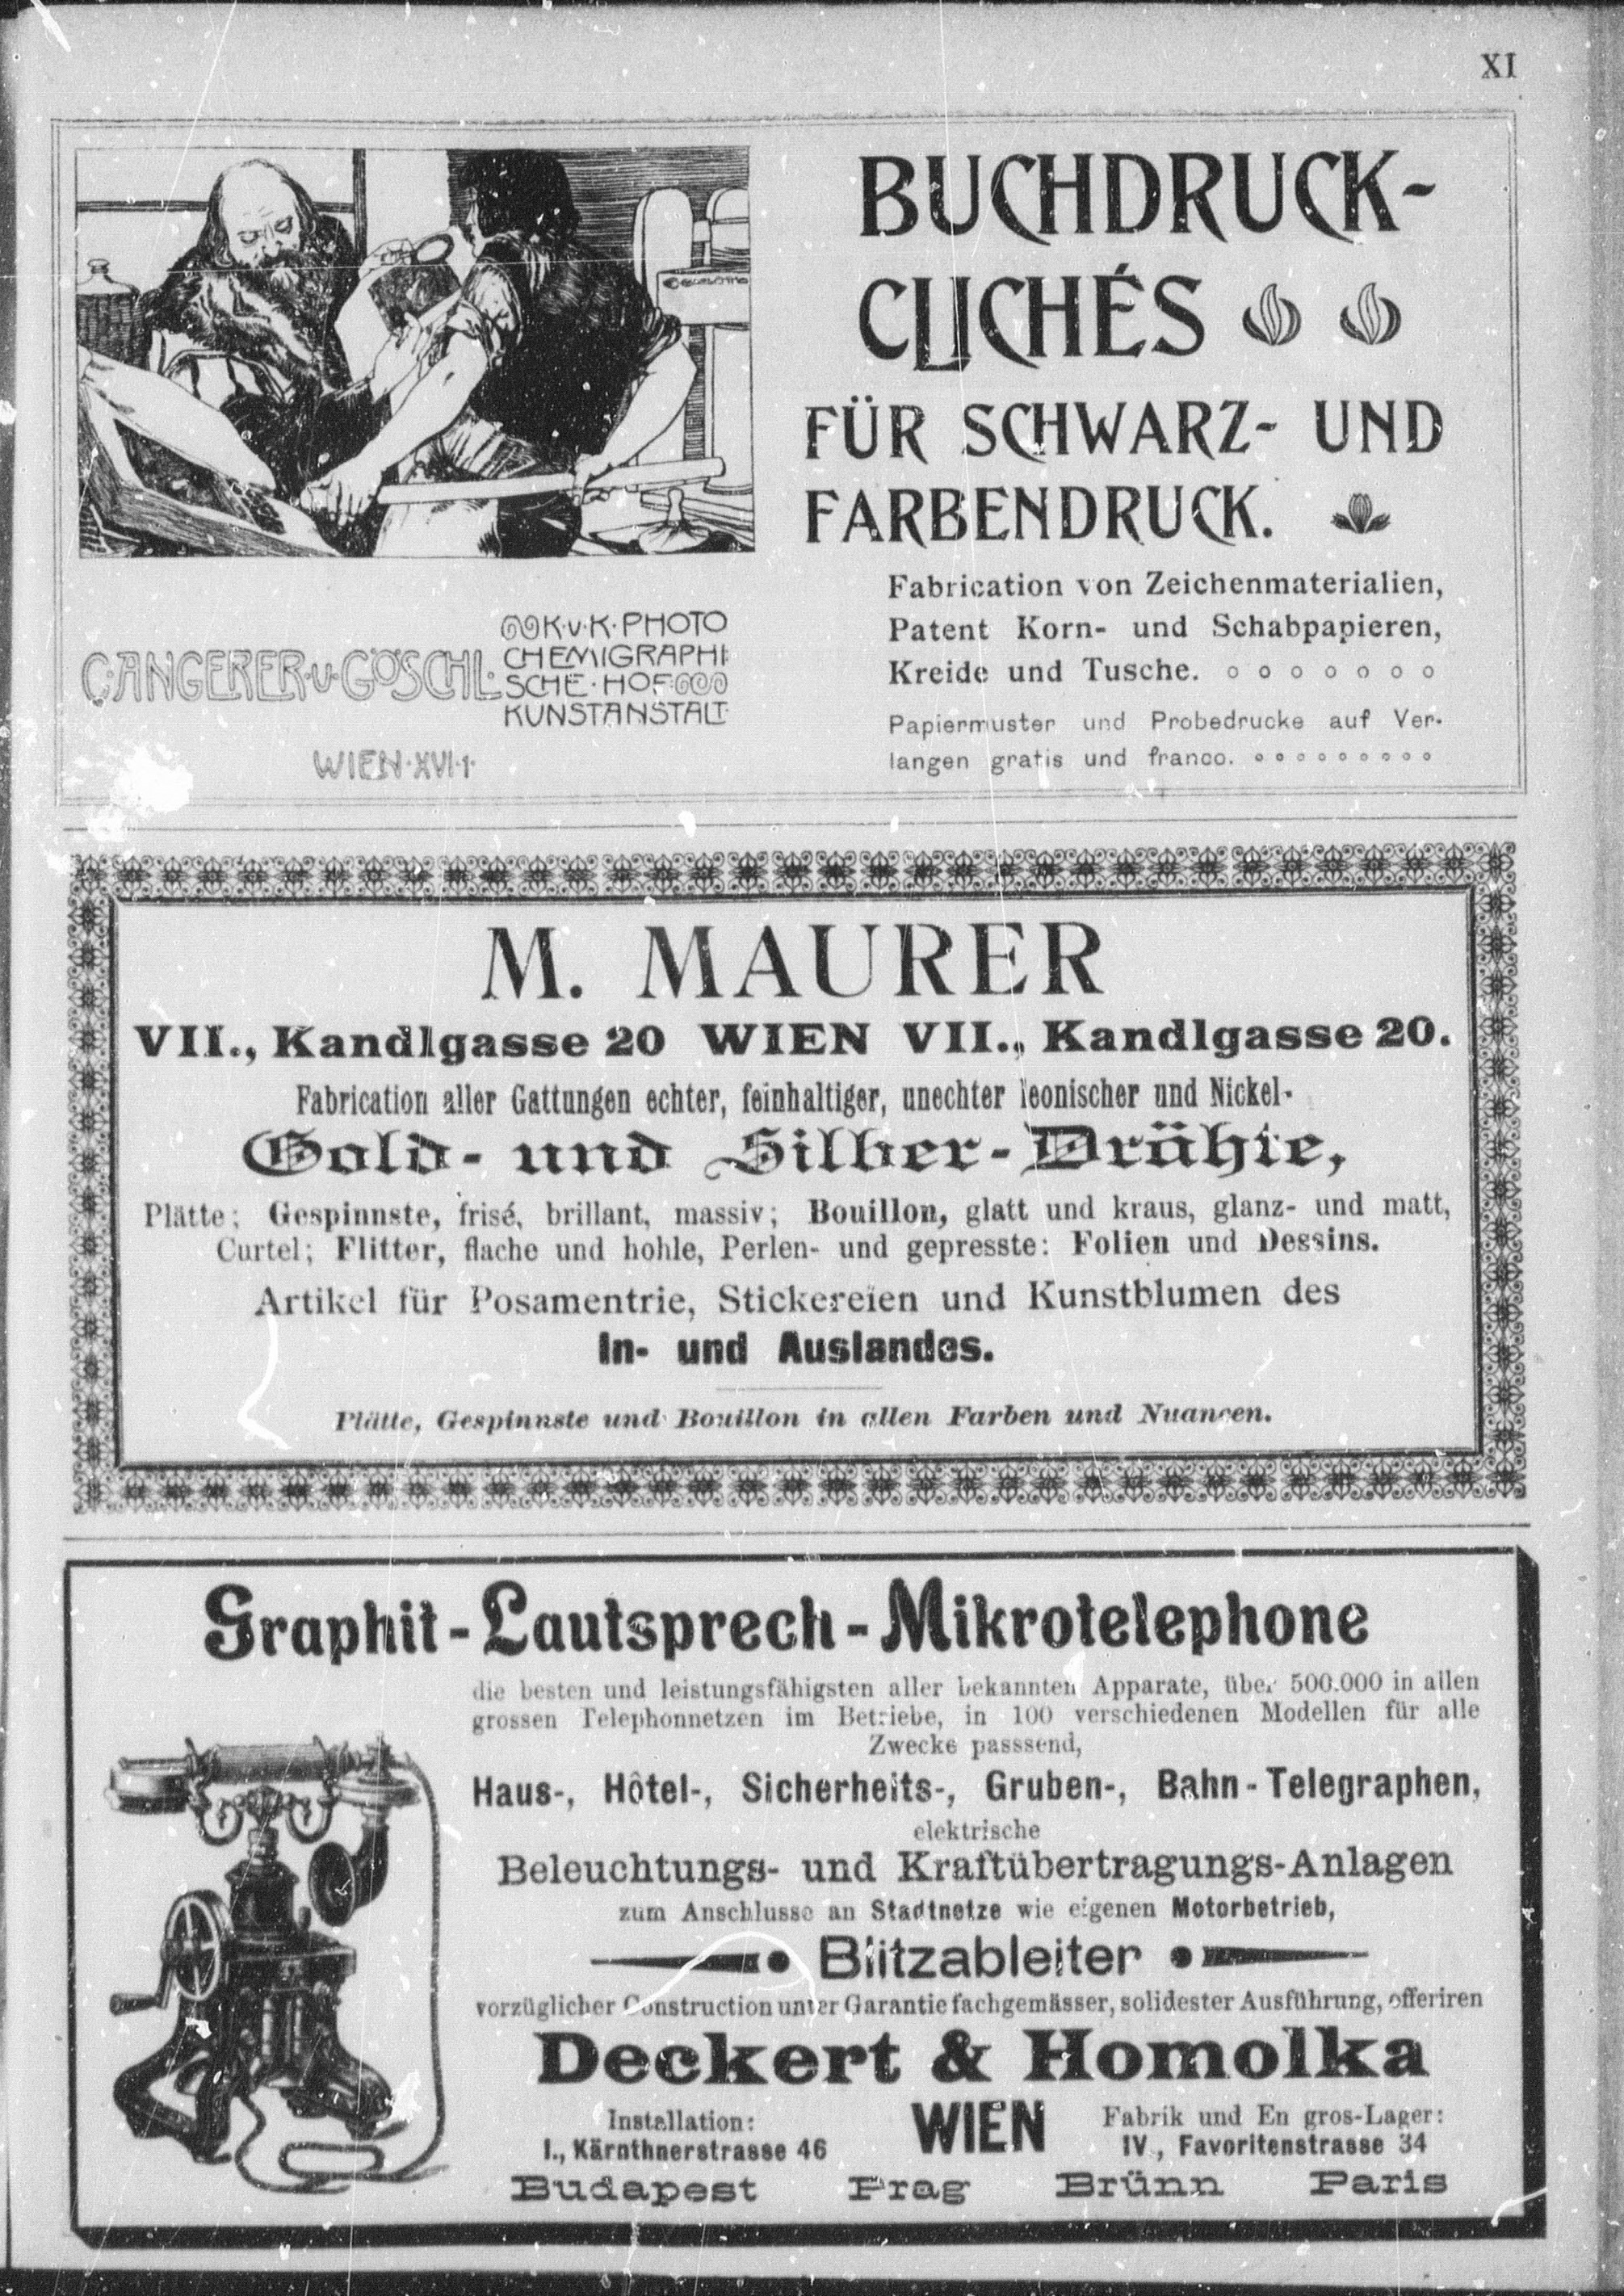 XI
BUCHDRUCK-
CLICHÉS
FÜR SCHWARZ- UND
FARBENDRUCK.
Fabrication von Zeichenmaterialien,
Patent Korn- und Schabpapieren,
Kreide und Tusche.
Papiermuster und Probedrucke auf Ver-
langen gratis und franco.
C·ANGERER·u·GÖSCHL·
K·u·K·PHOTO
CHEMIGRAPHI
SCHE·HOF
KUNSTANSTALT
WIEN·XVI·1·
M. MAURER
VII., Kandlgasse 20 WIEN VII., Kandlgasse 20.
Fabrication aller Gattungen echter, feinhaltiger, unechter leonischer und Nickel-
Gold- und Silber-Drähte,
Plätte; Gespinnste, frisé, brillant, massiv; Bouillon, glatt und kraus, glanz- und matt,
Curtel; Flitter, flache und hohle, Perlen- und gepresste: Folien und Dessins.
Artikel für Posamentrie, Stickereien und Kunstblumen des
In- und Auslandes.
Plätte, Gespinnste und Bouillon in allen Farben und Nuancen.
Graphit-Lautsprech-Mikrotelephone
die besten und leistungsfähigsten aller bekannten Apparate, über 500.000 in allen
grossen Telephonnetzen im Betriebe, in 100 verschiedenen Modellen für alle
Zwecke passsend,
Haus-, Hôtel-, Sicherheits-, Gruben-, Bahn-Telegraphen,
elektrische
Beleuchtungs- und Kraftübertragungs-Anlagen
zum Anschlusse an Stadtnetze wie eigenen Motorbetrieb,
Blitzableiter
vorzüglicher Construction unter Garantie fachgemässer, solidester Ausführung, offeriren
Deckert & Homolka
Installation:
I., Kärnthnerstrasse 46
WIEN
Fabrik und En gros-Lager:
IV., Favoritenstrasse 34
Budapest Prag Brünn Paris